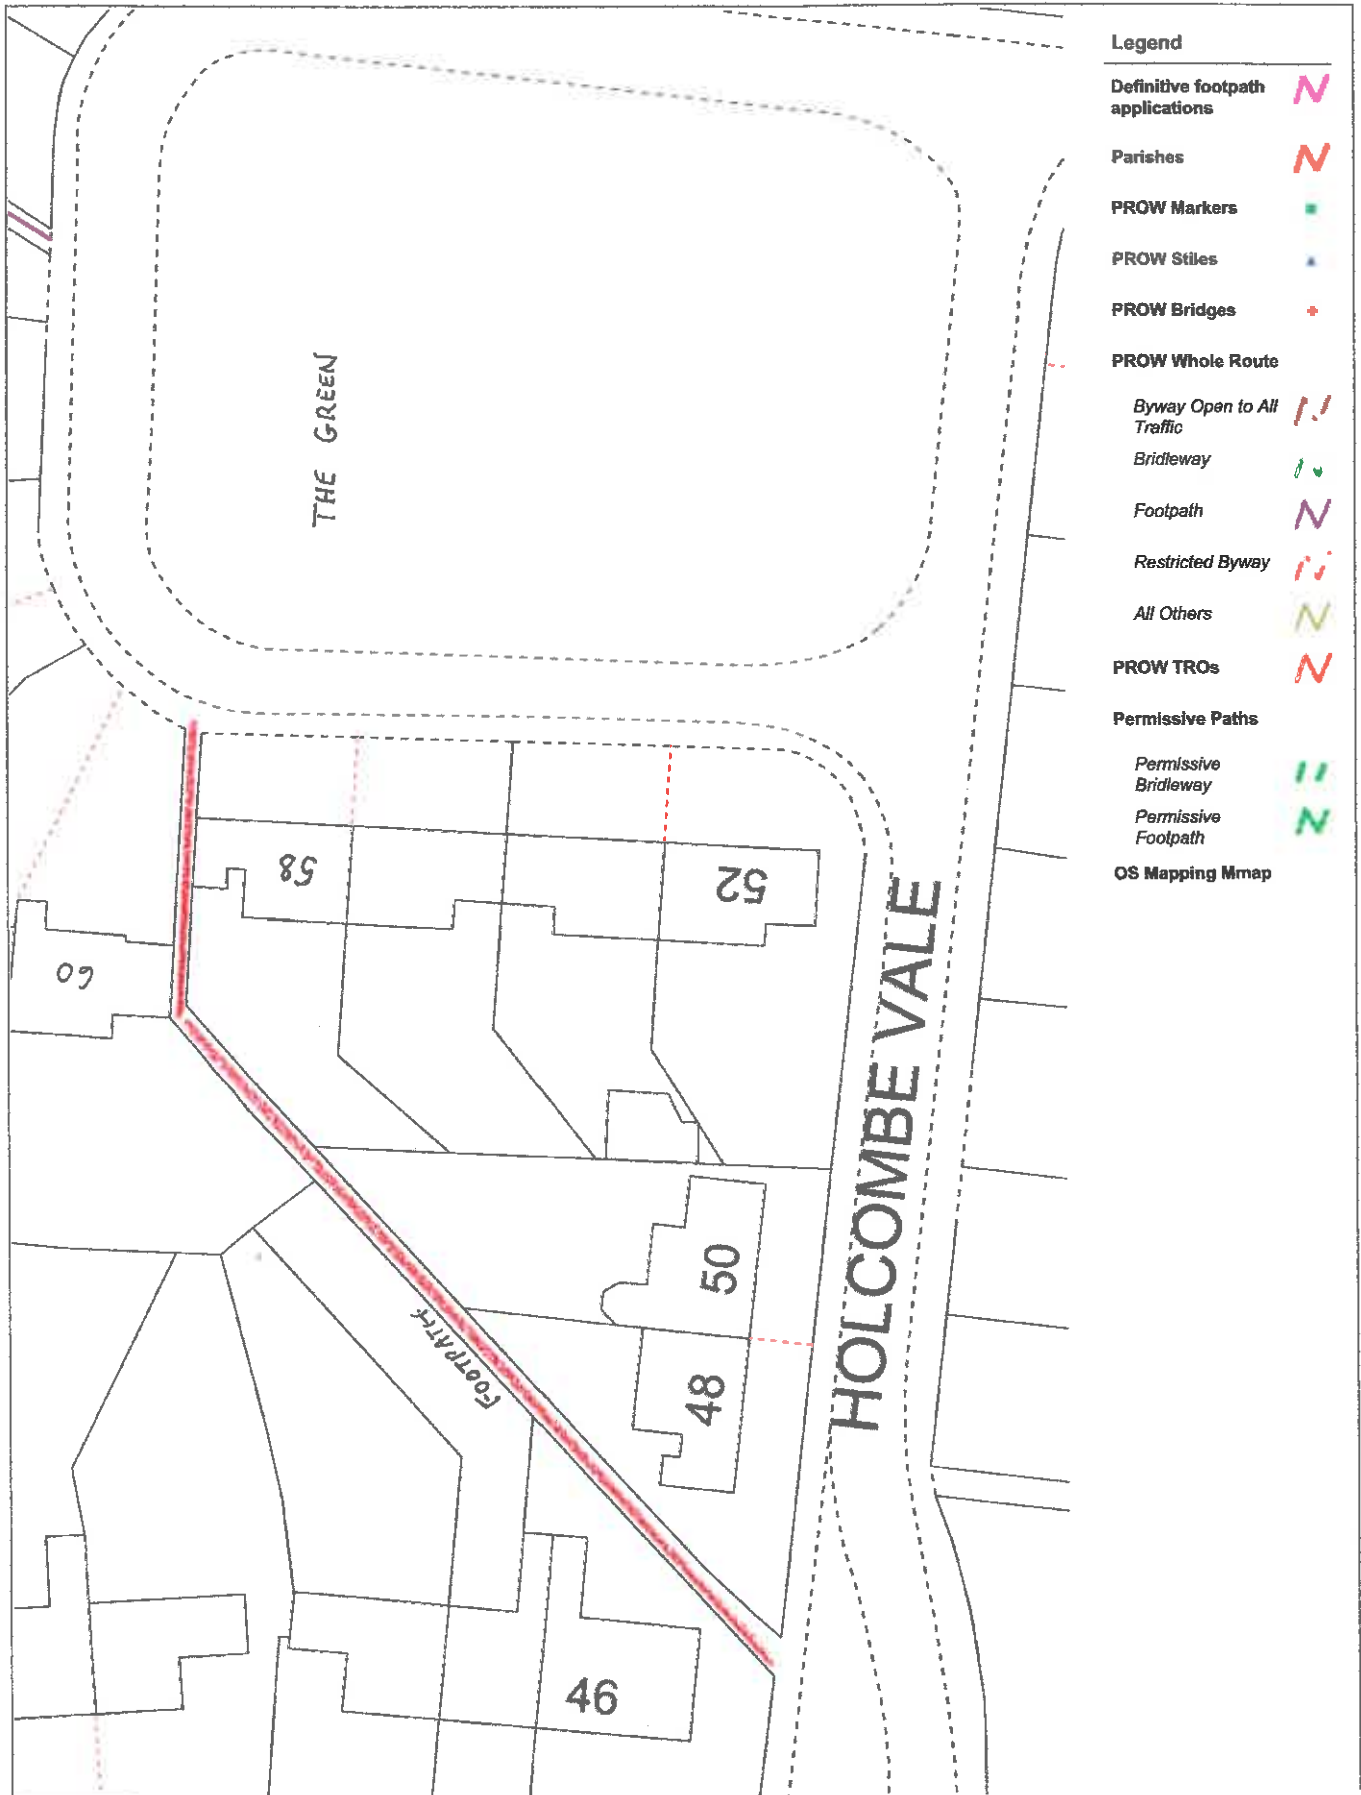 Legend
Definitive footpath
applications
Parishes
PROW Markers
PROW Stiles
PROW Bridges
PROW Whole Route
Byway Open to All
Traffic
Bridleway
Footpath
Restricted Byway
All Others
PROW TROs
Permissive Paths
Permissive
Bridleway
Permissive
Footpath
OS Mapping Mmap
THE GREEN
58
52
60
HOLCOMBE VALE
50
48
FOOTPATH
46